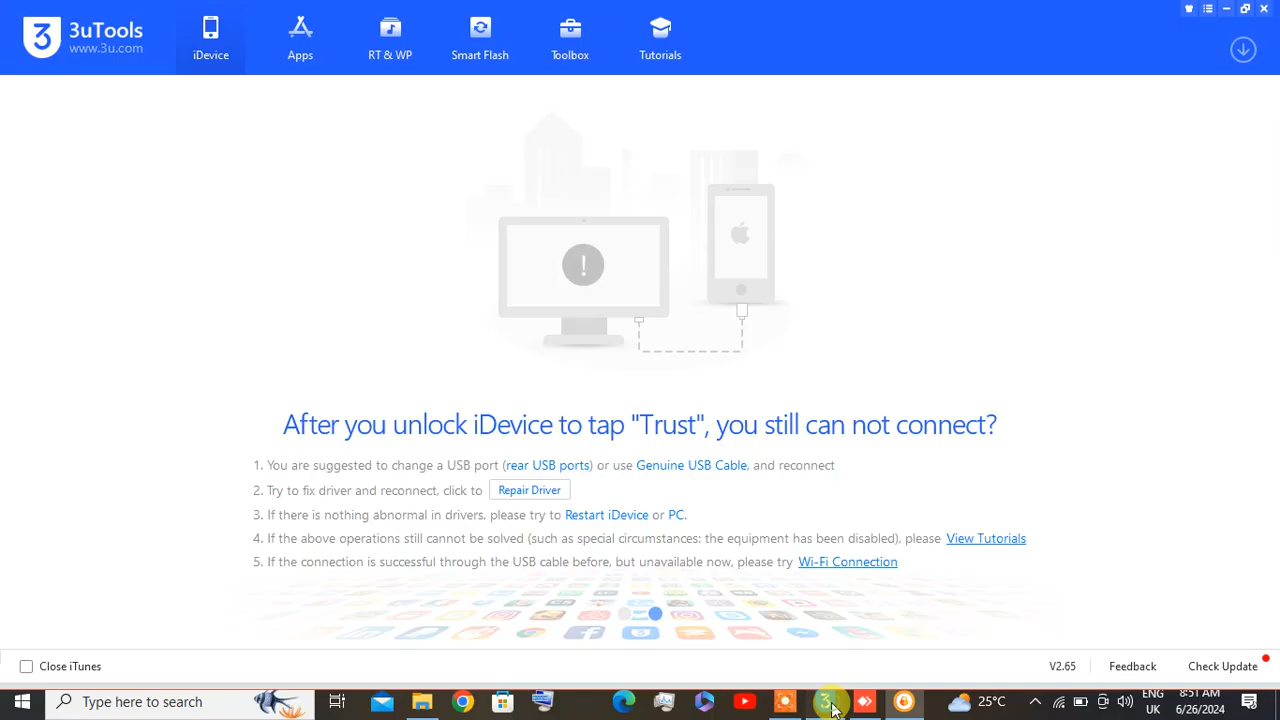 3 3uTools
www.3u.com
iDevice
Apps
RT & WP
Smart Flash
Toolbox
Tutorials
After you unlock iDevice to tap "Trust", you still can not connect?
1. You are suggested to change a USB port (rear USB ports) or use Genuine USB Cable, and reconnect
2. Try to fix driver and reconnect, click to Repair Driver
3. If there is nothing abnormal in drivers, please try to Restart iDevice or PC.
4. If the above operations still cannot be solved (such as special circumstances: the equipment has been disabled), please View Tutorials
5. If the connection is successful through the USB cable before, but unavailable now, please try Wi-Fi Connection
Close iTunes
V2.65
Feedback
Check Update
Type here to search
25°C
ENG
UK
8:51 AM
6/26/2024